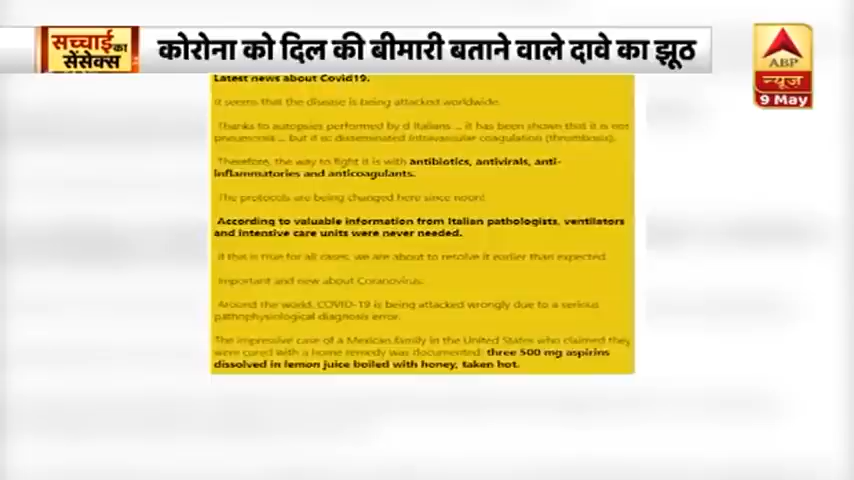 सच्चाई का
सेंसेक्स
कोरोना को दिल की बीमारी बताने वाले दावे का झूठ
ABP
न्यूज़
9 May
Latest news about Covid19.
It seems that the disease is being attacked worldwide.
Thanks to autopsies performed by d Italians ... it has been shown that it is not
pneumonia ... but it is: disseminated intravascular coagulation (thrombosis).
Therefore, the way to fight it is with antibiotics, antivirals, anti-
inflammatories and anticoagulants.
The protocols are being changed here since noon!
According to valuable information from Italian pathologists, ventilators
and intensive care units were never needed.
If this is true for all cases, we are about to resolve it earlier than expected.
Important and new about Coranovirus:
Around the world, COVID-19 is being attacked wrongly due to a serious
pathophysiological diagnosis error.
The impressive case of a Mexican family in the United States who claimed they
were cured with a home remedy was documented: three 500 mg aspirins
dissolved in lemon juice boiled with honey, taken hot.